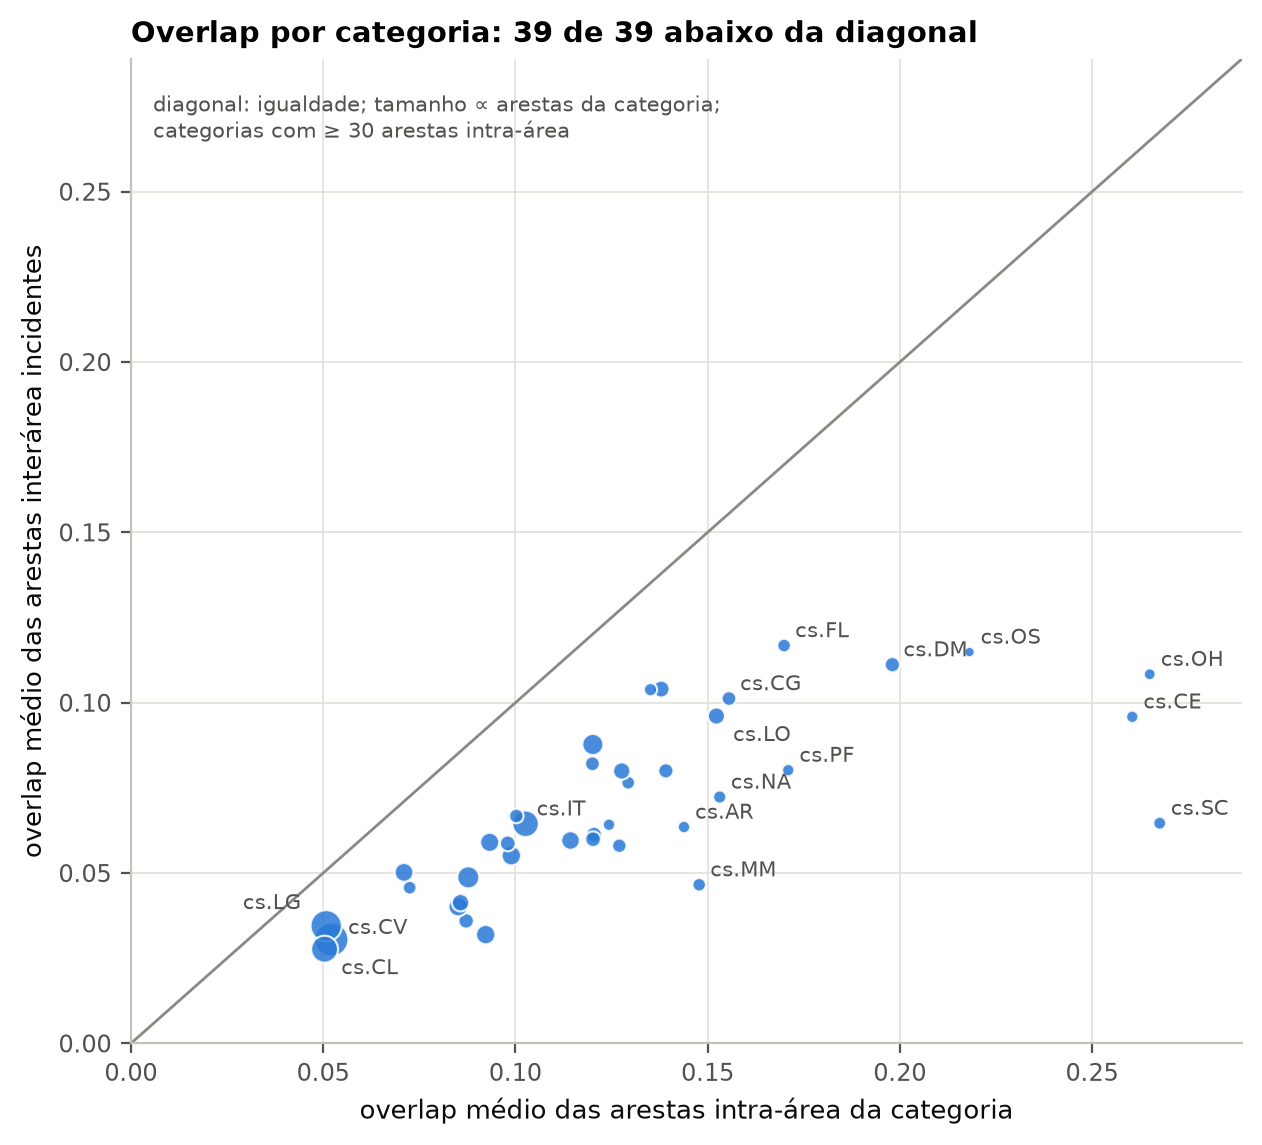 Overlap por categoria: 39 de 39 abaixo da diagonal
diagonal: igualdade; tamanho ∝ arestas da categoria;
categorias com ≥ 30 arestas intra-área
overlap médio das arestas interárea incidentes
0.25
0.20
0.15
0.10
0.05
0.00
cs.FL
cs.DM
cs.OS
cs.OH
cs.CG
cs.CE
cs.LO
cs.PF
cs.NA
cs.IT
cs.AR
cs.SC
cs.MM
cs.LG
cs.CV
cs.CL
0.00
0.05
0.10
0.15
0.20
0.25
overlap médio das arestas intra-área da categoria